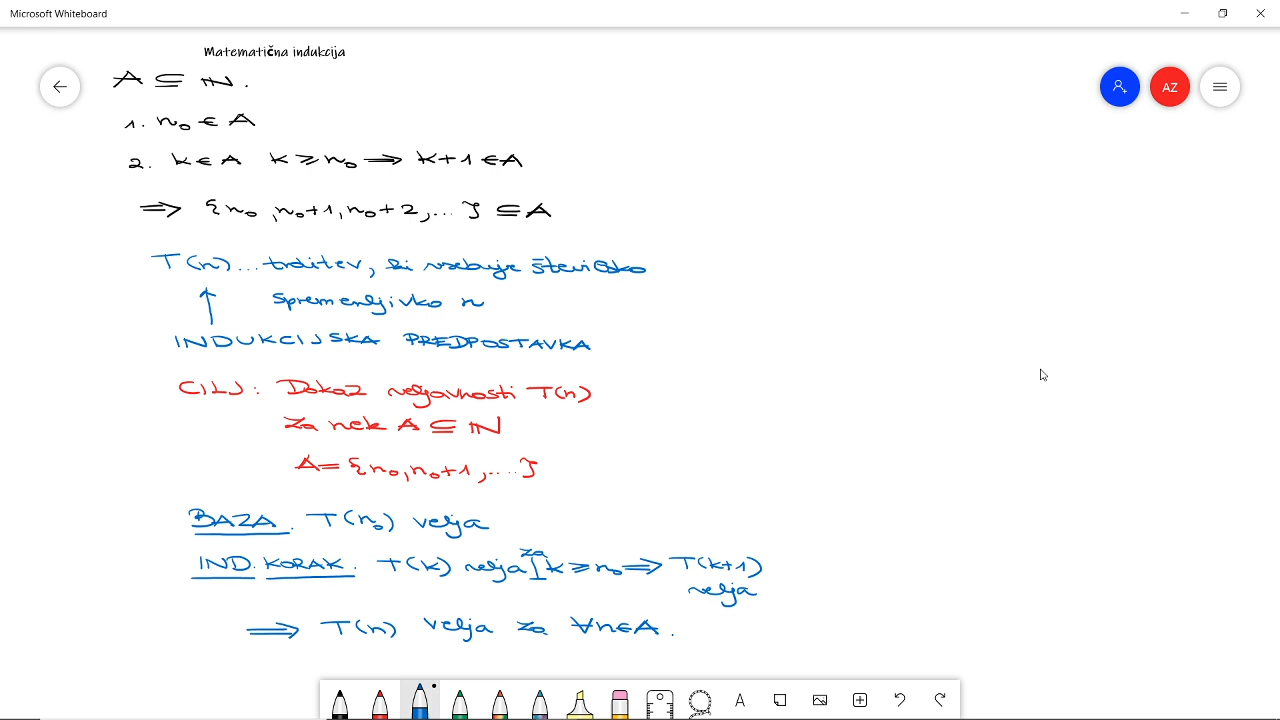 Microsoft Whiteboard
Matematična indukcija
A ⊆ ℕ.
1. n₀ ∈ A
2. k ∈ A k ≥ n₀ ⟹ k+1 ∈ A
⟹ {n₀, n₀+1, n₀+2, ...} ⊆ A
T(n)... trditev, ki vsebuje številsko
↑ spremenljivko n
INDUKCIJSKA PREDPOSTAVKA
CILJ: Dokaz veljavnosti T(n)
za nek A ⊆ ℕ
A = {n₀, n₀+1, ....}
BAZA. T(n₀) velja
IND. KORAK. T(k) velja za k ≥ n₀ ⟹ T(k+1)
velja
⟹ T(n) velja za ∀n∈A.
AZ
A